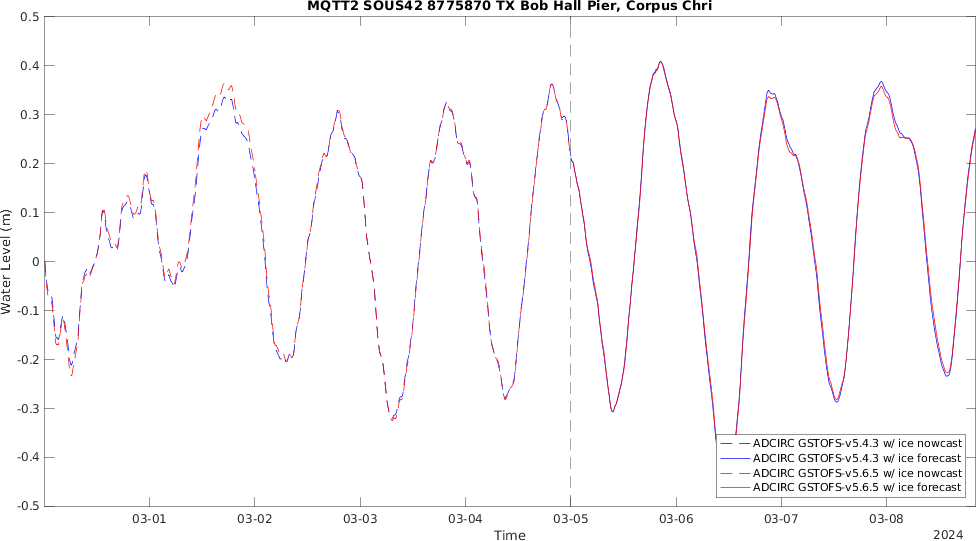 MQTT2 SOUS42 8775870 TX Bob Hall Pier, Corpus Chri
0.5
0.4
0.3
0.2
0.1
0
-0.1
-0.2
-0.3
-0.4
-0.5
Water Level (m)
ADCIRC GSTOFS-v5.4.3 w/ ice nowcast
ADCIRC GSTOFS-v5.4.3 w/ ice forecast
ADCIRC GSTOFS-v5.6.5 w/ ice nowcast
ADCIRC GSTOFS-v5.6.5 w/ ice forecast
03-01 03-02 03-03 03-04 03-05 03-06 03-07 03-08
Time
2024